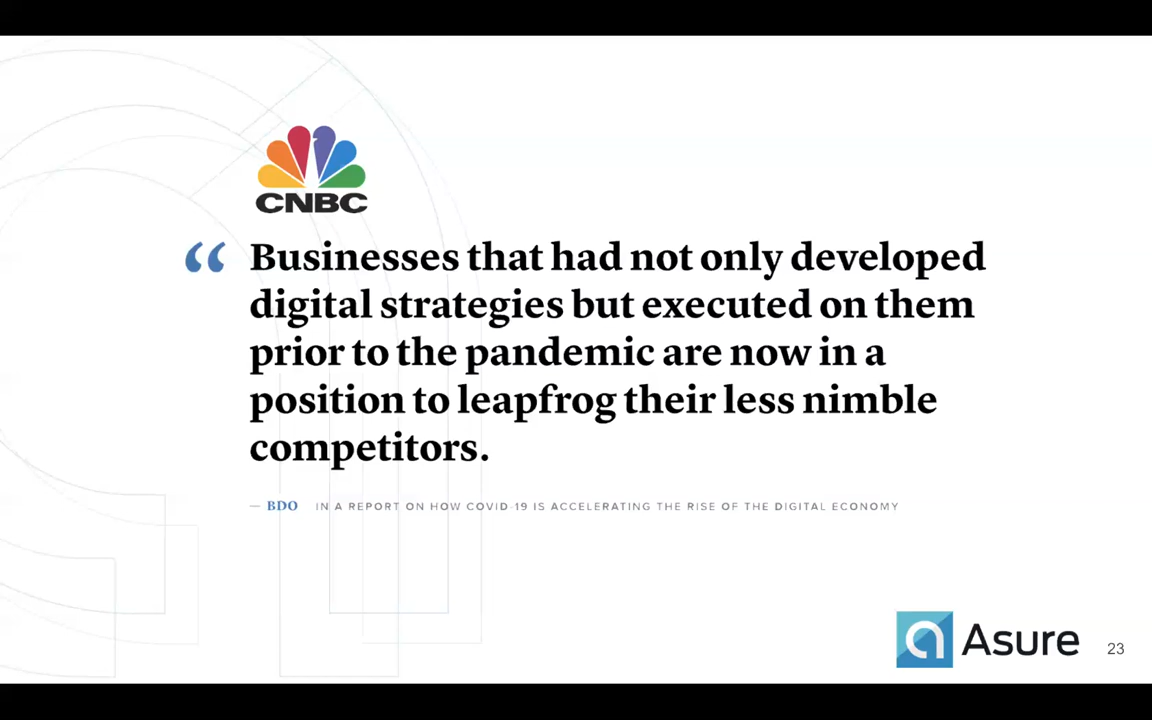 CNBC
“ Businesses that had not only developed
digital strategies but executed on them
prior to the pandemic are now in a
position to leapfrog their less nimble
competitors.
— BDO IN A REPORT ON HOW COVID-19 IS ACCELERATING THE RISE OF THE DIGITAL ECONOMY
Asure
23